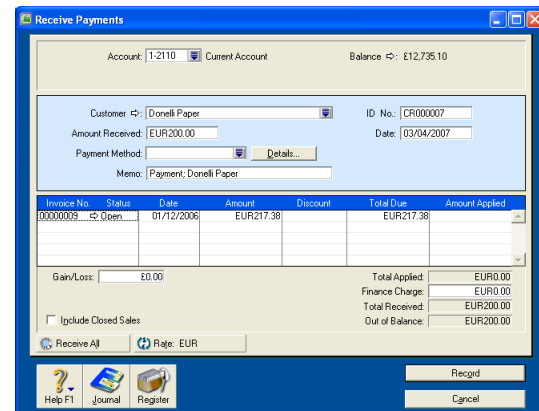 Receive Payments
Account: 1-2110 Current Account Balance ⇨: £12,735.10
Customer ⇨: Donelli Paper ID No.: CR000007
Amount Received: EUR200.00 Date: 03/04/2007
Payment Method: Details...
Memo: Payment; Donelli Paper
Invoice No. Status Date Amount Discount Total Due Amount Applied
00000009 ⇨ Open 01/12/2006 EUR217.38 EUR217.38
Gain/Loss: £0.00 Total Applied: EUR0.00
Finance Charge: EUR0.00
Total Received: EUR200.00
Include Closed Sales Out of Balance: EUR200.00
Receive All Rate: EUR
Help F1 Journal Register
Record
Cancel